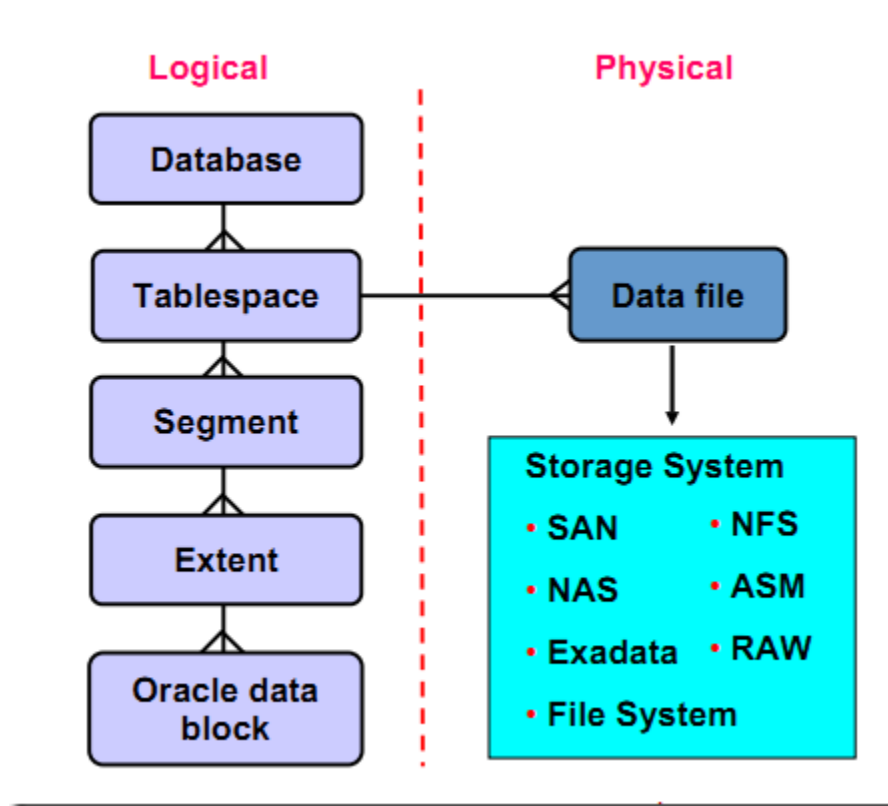 Logical
Physical
Database
Tablespace
Data file
Segment
Storage System
• SAN
• NFS
Extent
• NAS
• ASM
• Exadata
• RAW
Oracle data
block
• File System